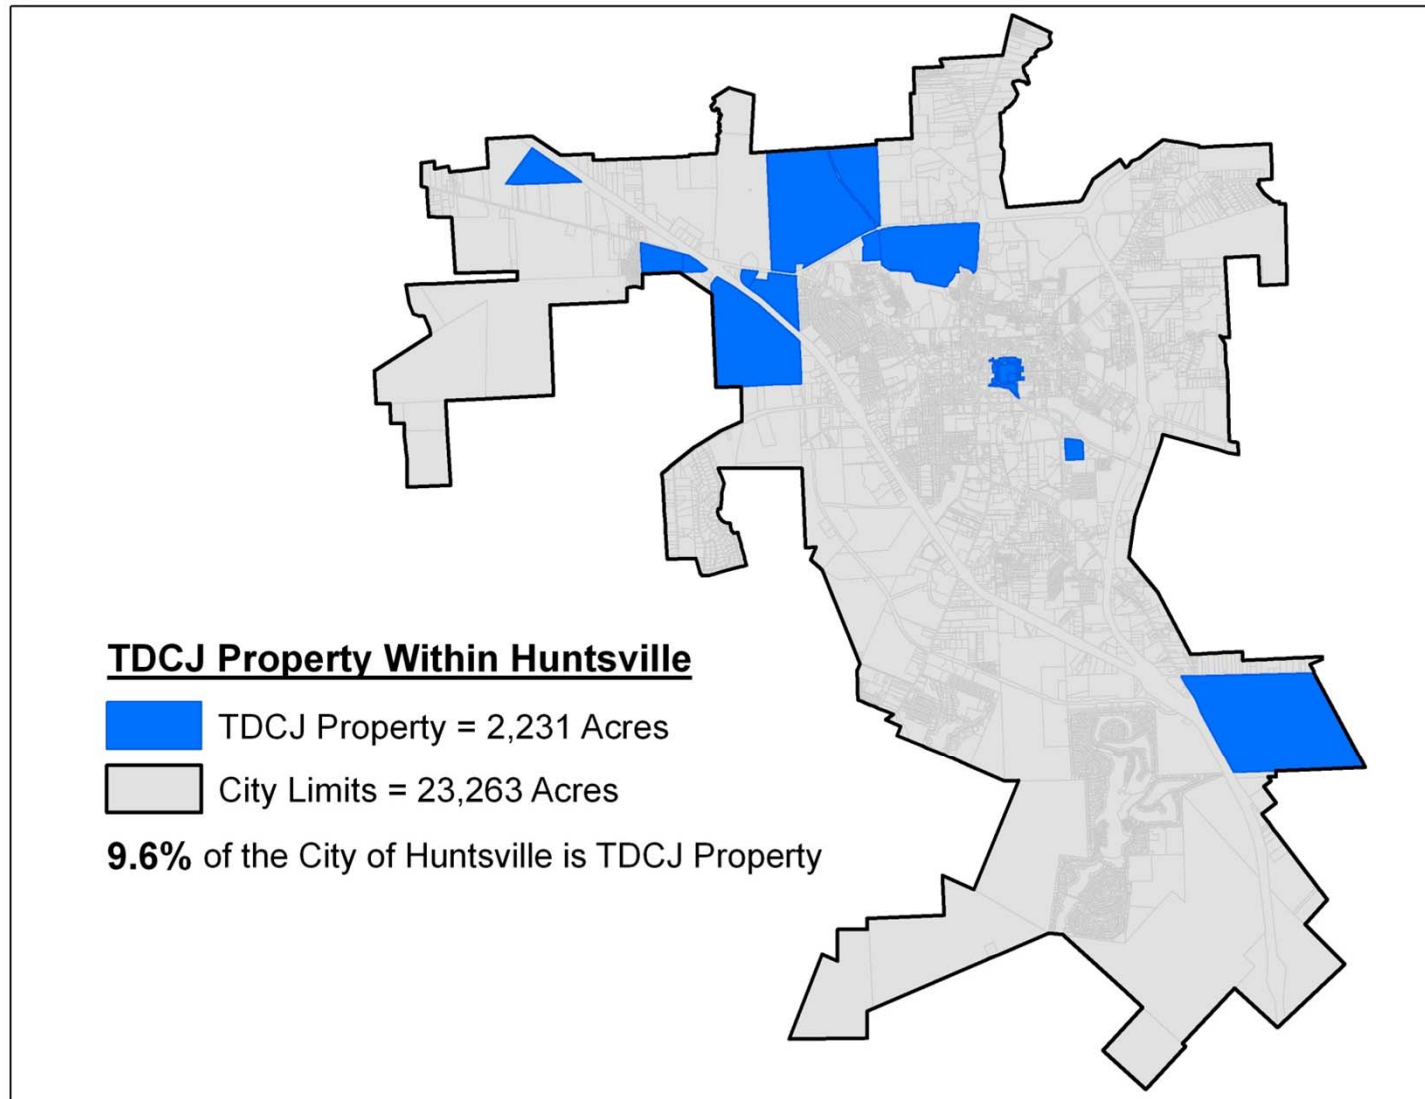 TDCJ Property Within Huntsville
TDCJ Property = 2,231 Acres
City Limits = 23,263 Acres
9.6% of the City of Huntsville is TDCJ Property